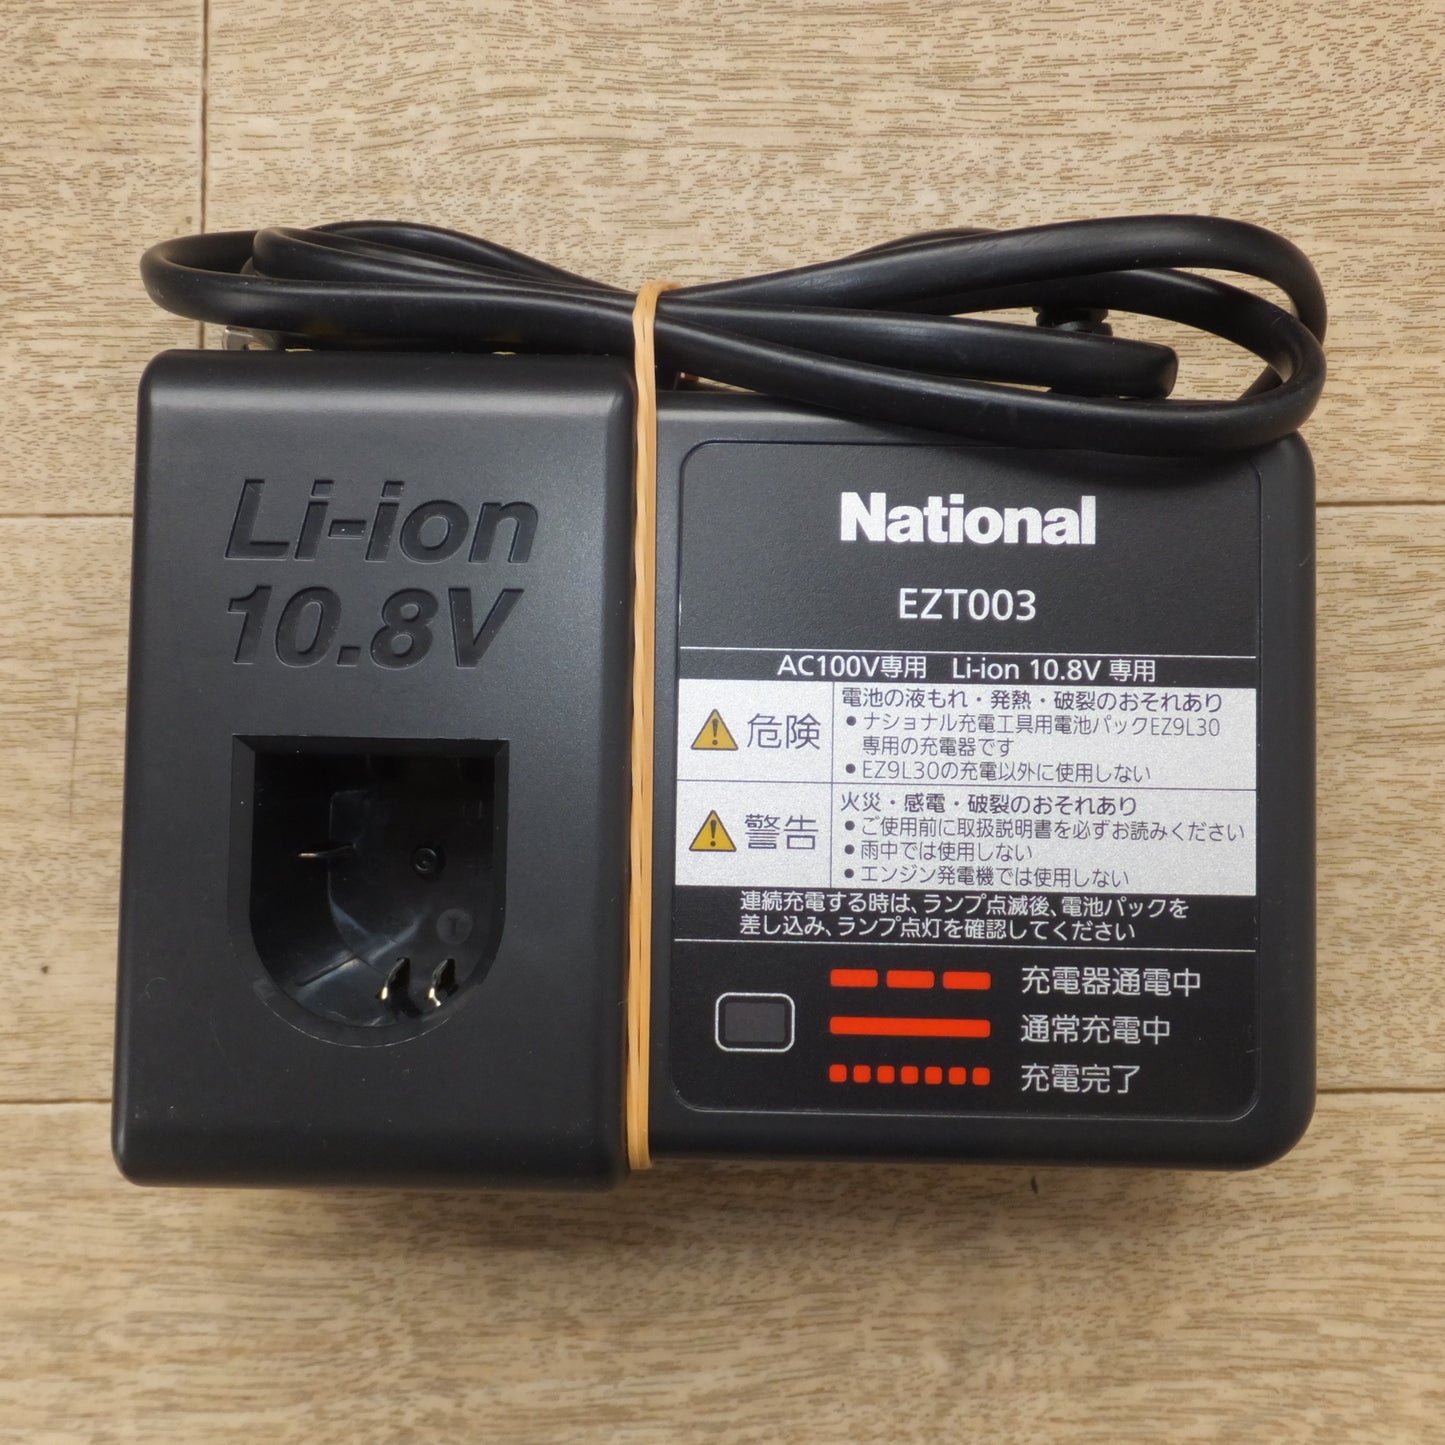 Li-ion
10.8V
National
EZT003
AC100V専用 Li-ion 10.8V 専用
危険
電池の液もれ・発熱・破裂のおそれあり
●ナショナル充電工具用電池パックEZ9L30
専用の充電器です
●EZ9L30の充電以外に使用しない
警告
火災・感電・破裂のおそれあり
●ご使用前に取扱説明書を必ずお読みください
●雨中では使用しない
●エンジン発電機では使用しない
連続充電する時は、ランプ点滅後、電池パックを
差し込み、ランプ点灯を確認してください
充電器通電中
通常充電中
充電完了